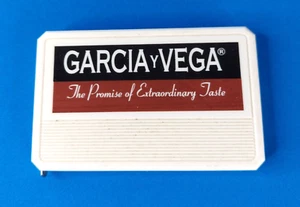 GARCIA Y VEGA®
The Promise of Extraordinary Taste